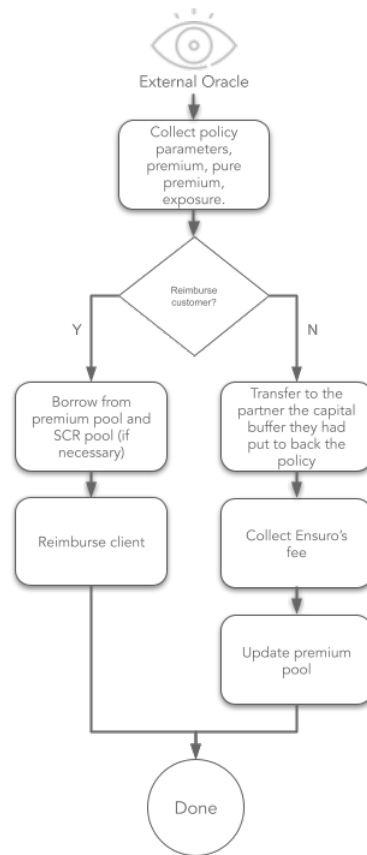 External Oracle
Collect policy
parameters,
premium, pure
premium,
exposure.
Reimburse
customer?
Y
N
Borrow from
premium pool and
SCR pool (if
necessary)
Transfer to the
partner the capital
buffer they had
put to back the
policy
Reimburse client
Collect Ensuro's
fee
Update premium
pool
Done